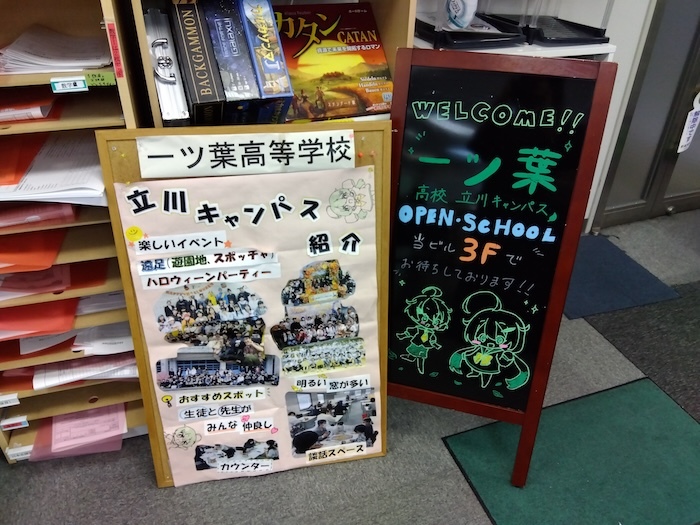 BACKGAMMON
カタン
CATAN
一ツ葉高等学校
立川 キャンパス
紹介
楽しいイベント
遠足(遊園地、スポッチャ)
ハロウィーンパーティー
おすすめスポット
生徒と先生が
みんな仲良し
カウンター
明るい 窓が多い
談話スペース
WELCOME!!
一ツ葉
高校 立川キャンパス
OPEN・SCHOOL
当ビル 3Fで
お待ちしております!!